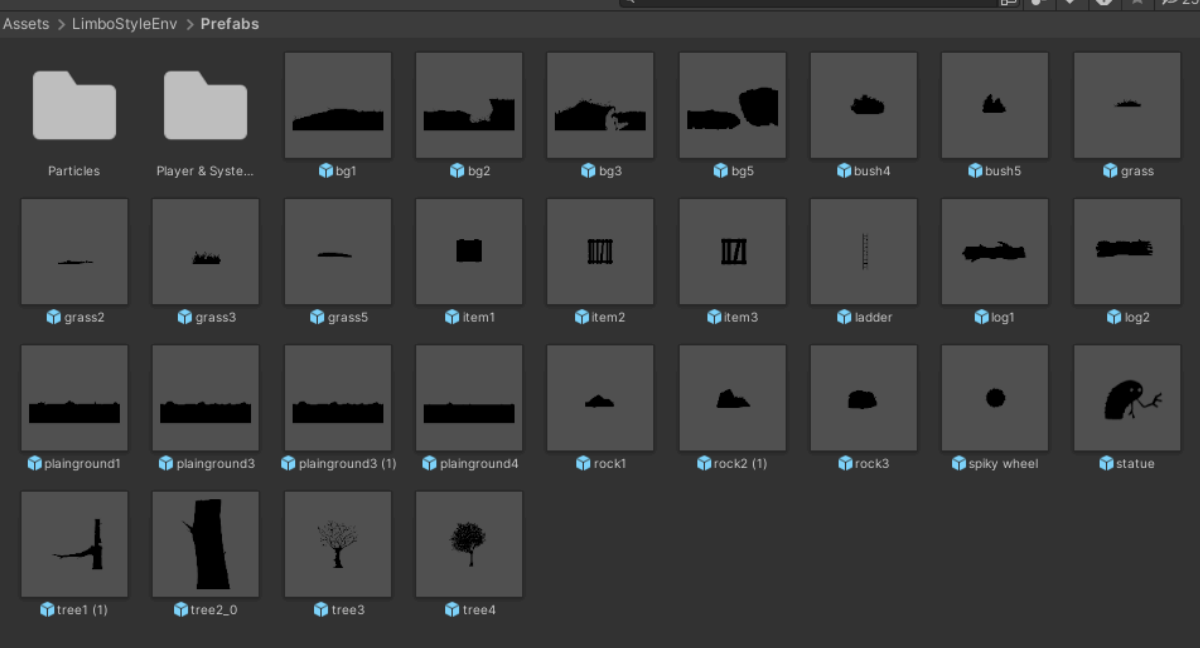 Assets > LimboStyleEnv > Prefabs
Particles
Player & Syste...
bg1
bg2
bg3
bg5
bush4
bush5
grass
grass2
grass3
grass5
item1
item2
item3
ladder
log1
log2
plainground1
plainground3
plainground3 (1)
plainground4
rock1
rock2 (1)
rock3
spiky wheel
statue
tree1 (1)
tree2_0
tree3
tree4